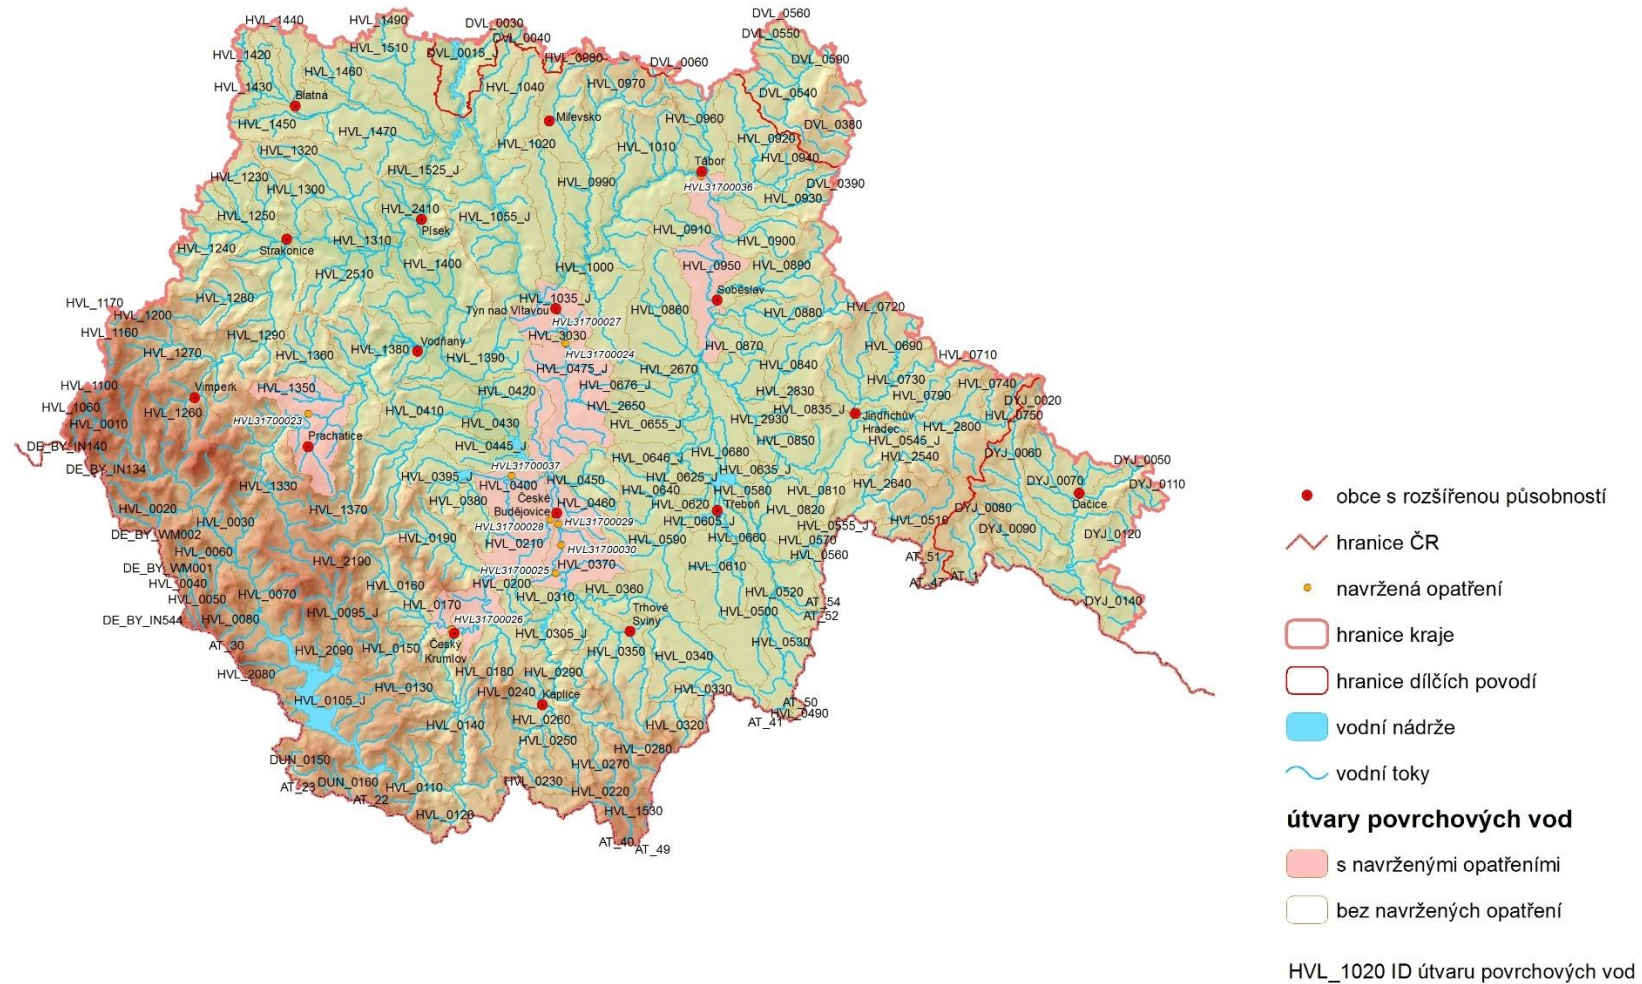 HVL_1440
HVL_1490
DVL_0030
DVL_0560
HVL_1420
HVL_1510
DVL_0015_J
DVL_0040
HVL_0980
DVL_0060
DVL_0550
DVL_0590
HVL_1430
HVL_1460
HVL_1040
HVL_0970
DVL_0540
Blatná
HVL_1450
HVL_1470
Milevsko
HVL_0960
DVL_0380
HVL_1320
HVL_1020
HVL_1010
HVL_0920
HVL_0940
Tábor
HVL_1230
HVL_1300
HVL_1525_J
HVL_0990
HVL31700036
DVL_0390
HVL_0930
HVL_1250
HVL_2410
HVL_1055_J
Písek
HVL_0910
HVL_0900
HVL_1240
Strakonice
HVL_1310
HVL_1400
HVL_1000
HVL_0950
HVL_0890
HVL_2510
Soběslav
HVL_1170
HVL_1280
HVL_1035_J
Týn nad Vltavou
HVL_0860
HVL_0880
HVL_0720
HVL_1200
HVL31700027
HVL_1160
HVL_1290
HVL_3030
HVL_1270
HVL_1360
HVL_1380
Vodňany
HVL_1390
HVL31700024
HVL_0870
HVL_0690
HVL_0710
HVL_0475_J
HVL_2670
HVL_0840
HVL_1100
Vimperk
HVL_1350
HVL_0420
HVL_0676_J
HVL_2830
HVL_0730
HVL_0740
HVL_0790
DYJ_0020
HVL_1060
HVL_1260
HVL_0410
HVL_2650
HVL_0835_J
HVL_0750
HVL_0010
HVL31700023
HVL_0430
HVL_0655_J
HVL_2930
Jindřichův
Hradec
HVL_2800
DE_BY_IN140
Prachatice
HVL_0445_J
HVL_0850
HVL_0545_J
HVL_2540
DYJ_0060
DYJ_0050
DE_BY_IN134
HVL31700037
HVL_0646_J
HVL_0680
HVL_0635_J
HVL_1330
HVL_0395_J
HVL_0400
HVL_0450
HVL_0625_J
HVL_0640
HVL_0580
HVL_0810
HVL_2640
DYJ_0070
DYJ_0110
HVL_0020
HVL_1370
HVL_0380
České
Budějovice
HVL_0460
HVL_0620
Třeboň
HVL_0820
DYJ_0080
Dačice
HVL_0030
HVL31700028
HVL31700029
HVL_0605_J
HVL_0555_J
HVL_0510
DYJ_0090
DYJ_0120
DE_BY_WM002
HVL_0190
HVL_0210
HVL31700030
HVL_0590
HVL_0660
HVL_0570
HVL_0560
AT_51
HVL_0060
HVL_2190
HVL31700025
HVL_0370
HVL_0610
AT_47
AT_1
DE_BY_WM001
HVL_0040
HVL_0160
HVL_0200
HVL_0360
HVL_0520
HVL_0050
HVL_0070
HVL_0095_J
HVL_0170
HVL_0310
Trhové
Sviny
HVL_0500
AT_54
AT_52
DYJ_0140
DE_BY_IN544
HVL_0080
HVL31700026
HVL_0305_J
AT_30
HVL_2090
HVL_0150
Český
Krumlov
HVL_0350
HVL_0340
HVL_0530
HVL_2080
HVL_0180
HVL_0290
HVL_0105_J
HVL_0130
HVL_0240
Kaplice
HVL_0330
AT_50
HVL_0490
AT_41
HVL_0140
HVL_0260
HVL_0320
HVL_0250
HVL_0280
DUN_0150
HVL_0270
AT_23
DUN_0160
HVL_0110
HVL_0230
HVL_0220
AT_22
HVL_0120
HVL_1530
AT_40
AT_49
obce s rozšířenou působností
hranice ČR
navržená opatření
hranice kraje
hranice dílčích povodí
vodní nádrže
vodní toky
útvary povrchových vod
s navrženými opatřeními
bez navržených opatření
HVL_1020 ID útvaru povrchových vod